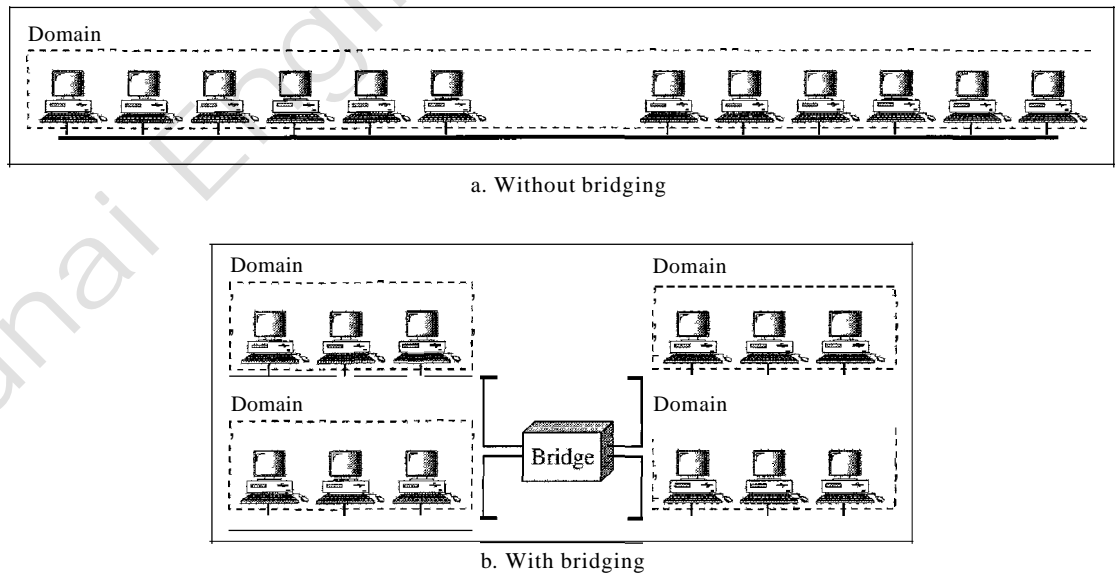 Domain
a. Without bridging
Domain
Domain
Domain
Domain
Bridge
b. With bridging